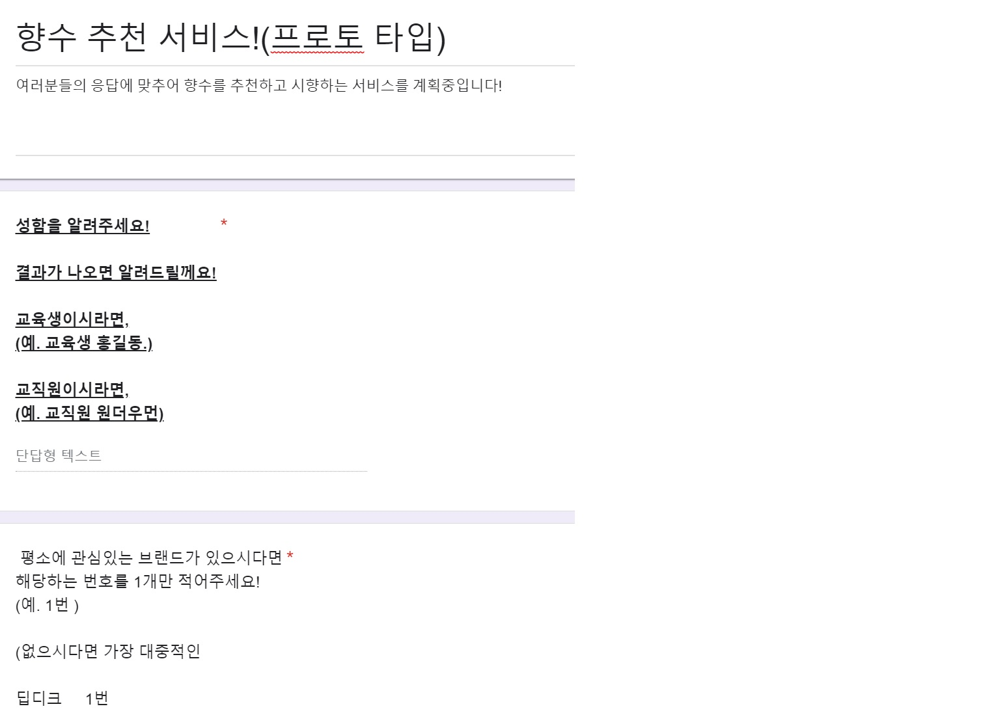 향수 추천 서비스!(프로토 타입)
여러분들의 응답에 맞추어 향수를 추천하고 시향하는 서비스를 계획중입니다!
성함을 알려주세요! *
결과가 나오면 알려드릴께요!
교육생이시라면,
(예. 교육생 홍길동.)
교직원이시라면,
(예. 교직원 원더우먼)
단답형 텍스트
평소에 관심있는 브랜드가 있으시다면 *
해당하는 번호를 1개만 적어주세요!
(예. 1번 )
(없으시다면 가장 대중적인
딥디크 1번